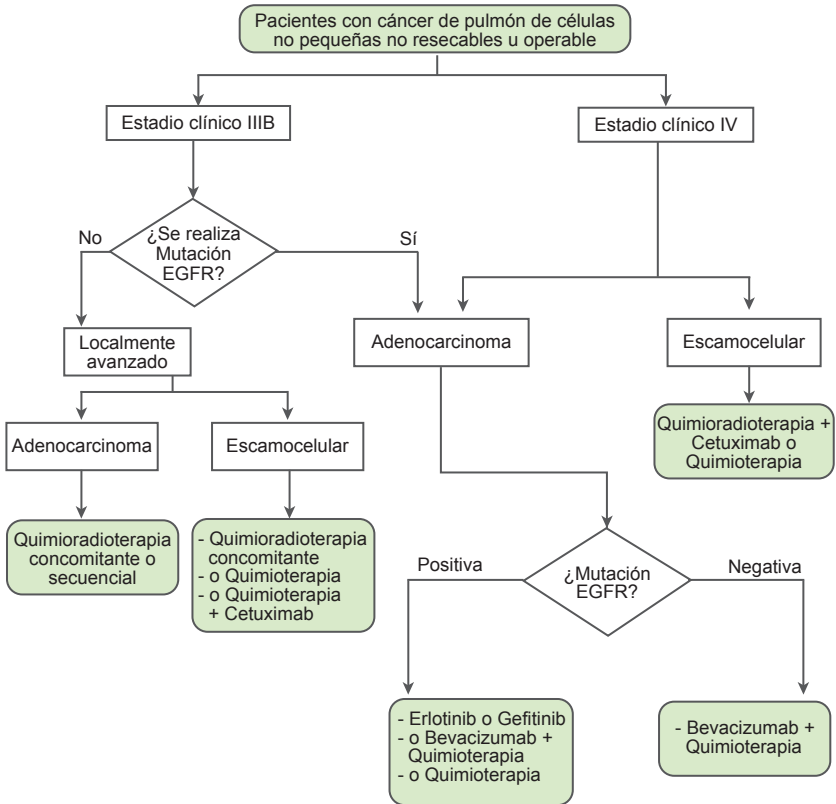 Pacientes con cáncer de pulmón de células
no pequeñas no resecables u operable
Estadio clínico IIIB
Estadio clínico IV
¿Se realiza
Mutación
EGFR?
No
Sí
Localmente
avanzado
Adenocarcinoma
Escamocelular
Adenocarcinoma
Escamocelular
Quimioradioterapia +
Cetuximab o
Quimioterapia
Quimioradioterapia
concomitante o
secuencial
- Quimioradioterapia
concomitante
- o Quimioterapia
- o Quimioterapia
+ Cetuximab
¿Mutación
EGFR?
Positiva
Negativa
- Erlotinib o Gefitinib
- o Bevacizumab +
Quimioterapia
- o Quimioterapia
- Bevacizumab +
Quimioterapia